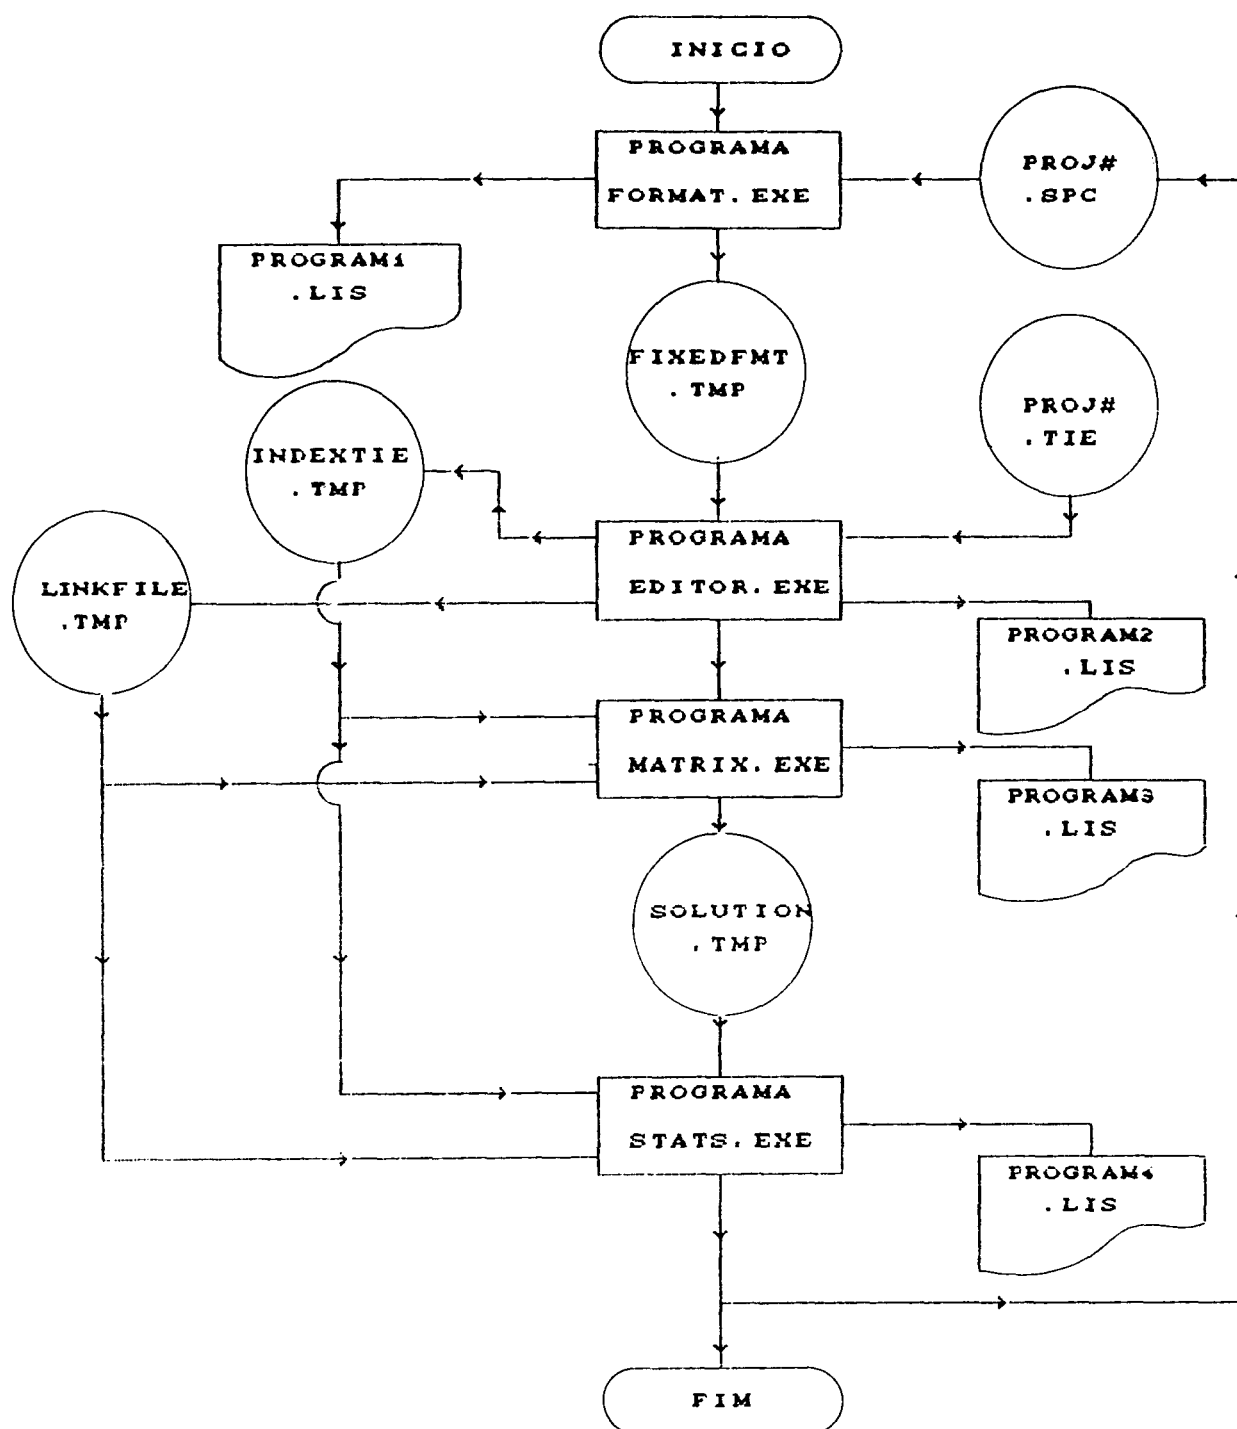 INICIO
PROGRAMA
FORMAT.EXE
PROJ#
.SPC
PROGRAM1
.LIS
FIXEDFMT
.TMP
PROJ#
.TIE
INDEXTIE
.TMP
PROGRAMA
EDITOR.EXE
LINKFILE
.TMP
PROGRAM2
.LIS
PROGRAMA
MATRIX.EXE
PROGRAM3
.LIS
SOLUTION
.TMP
PROGRAMA
STATS.EXE
PROGRAM4
.LIS
FIM